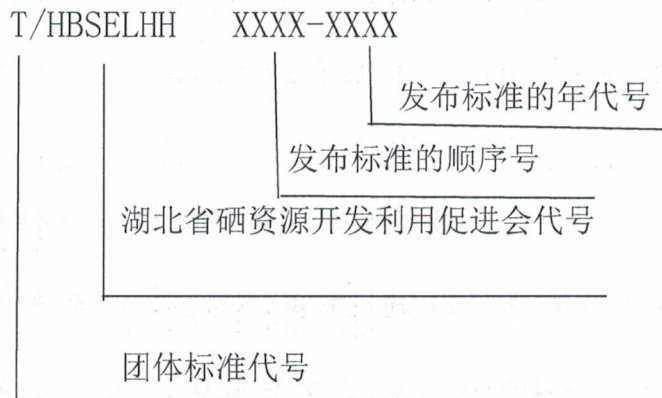 T/HBSELHH XXXX-XXXX
发布标准的年代号
发布标准的顺序号
湖北省硒资源开发利用促进会代号
团体标准代号